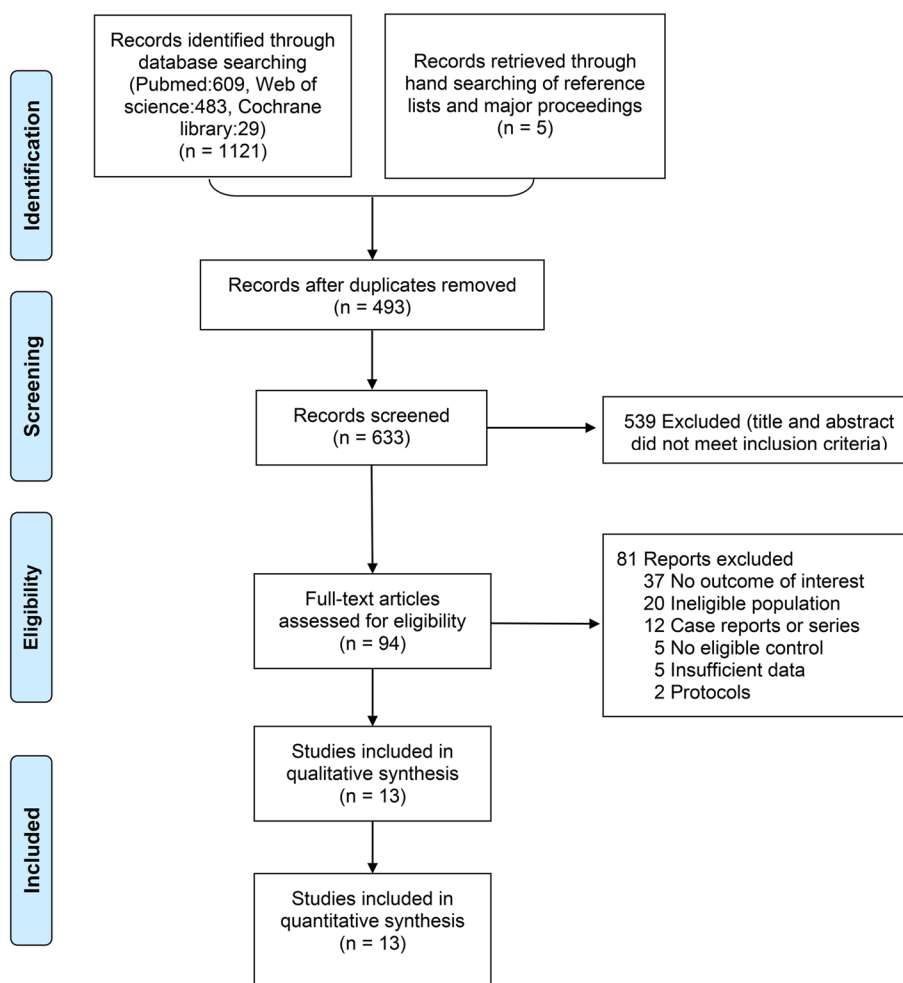 Identification
Records identified through
database searching
(Pubmed:609, Web of
science:483, Cochrane
library:29)
(n = 1121)
Records retrieved through
hand searching of reference
lists and major proceedings
(n = 5)
Screening
Records after duplicates removed
(n = 493)
Records screened
(n = 633)
539 Excluded (title and abstract
did not meet inclusion criteria)
Eligibility
Full-text articles
assessed for eligibility
(n = 94)
81 Reports excluded
37 No outcome of interest
20 Ineligible population
12 Case reports or series
5 No eligible control
5 Insufficient data
2 Protocols
Included
Studies included in
qualitative synthesis
(n = 13)
Studies included in
quantitative synthesis
(n = 13)